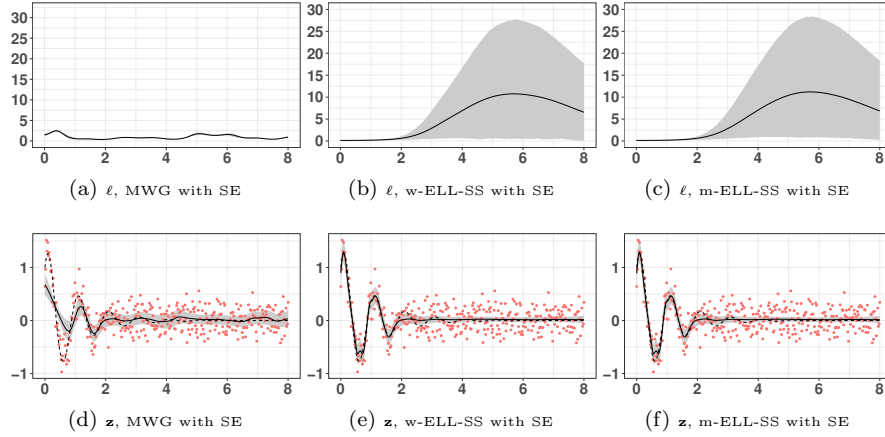 30
25
20
15
10
5
0
0 2 4 6 8
(a) ℓ, MWG with SE
30
25
20
15
10
5
0
0 2 4 6 8
(b) ℓ, w-ELL-SS with SE
30
25
20
15
10
5
0
0 2 4 6 8
(c) ℓ, m-ELL-SS with SE
1
0
−1
0 2 4 6 8
(d) z, MWG with SE
1
0
−1
0 2 4 6 8
(e) z, w-ELL-SS with SE
1
0
−1
0 2 4 6 8
(f) z, m-ELL-SS with SE